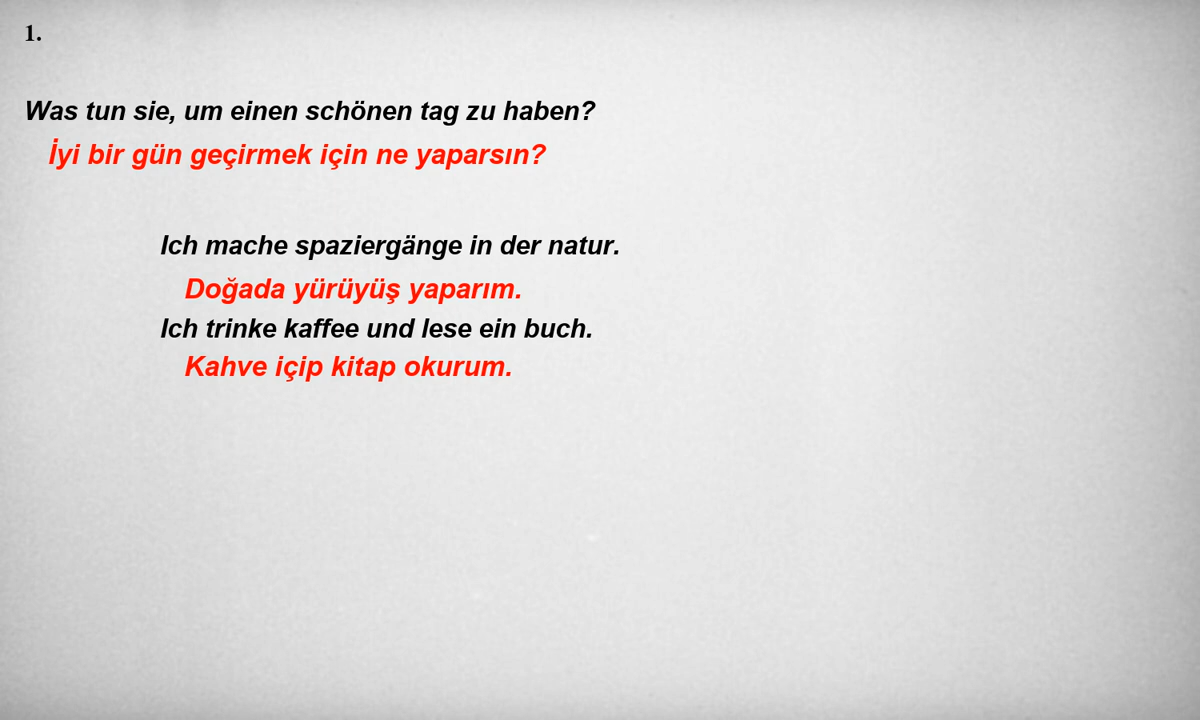 1.
Was tun sie, um einen schönen tag zu haben?
İyi bir gün geçirmek için ne yaparsın?
Ich mache spaziergänge in der natur.
Doğada yürüyüş yaparım.
Ich trinke kaffee und lese ein buch.
Kahve içip kitap okurum.